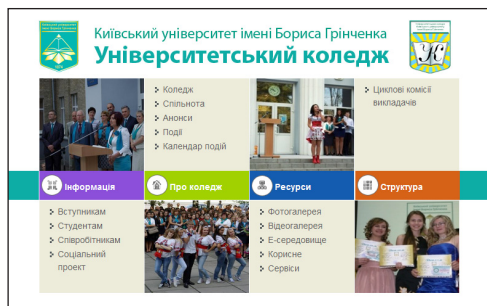 Київський університет імені Бориса Грінченка
Університетський коледж
Коледж
Спільнота
Анонси
Події
Календар подій
Циклові комісії
викладачів
Інформація
Про коледж
Ресурси
Структура
Вступникам
Студентам
Співробітникам
Соціальний
проект
Фотогалерея
Відеогалерея
Е-середовище
Корисне
Сервіси